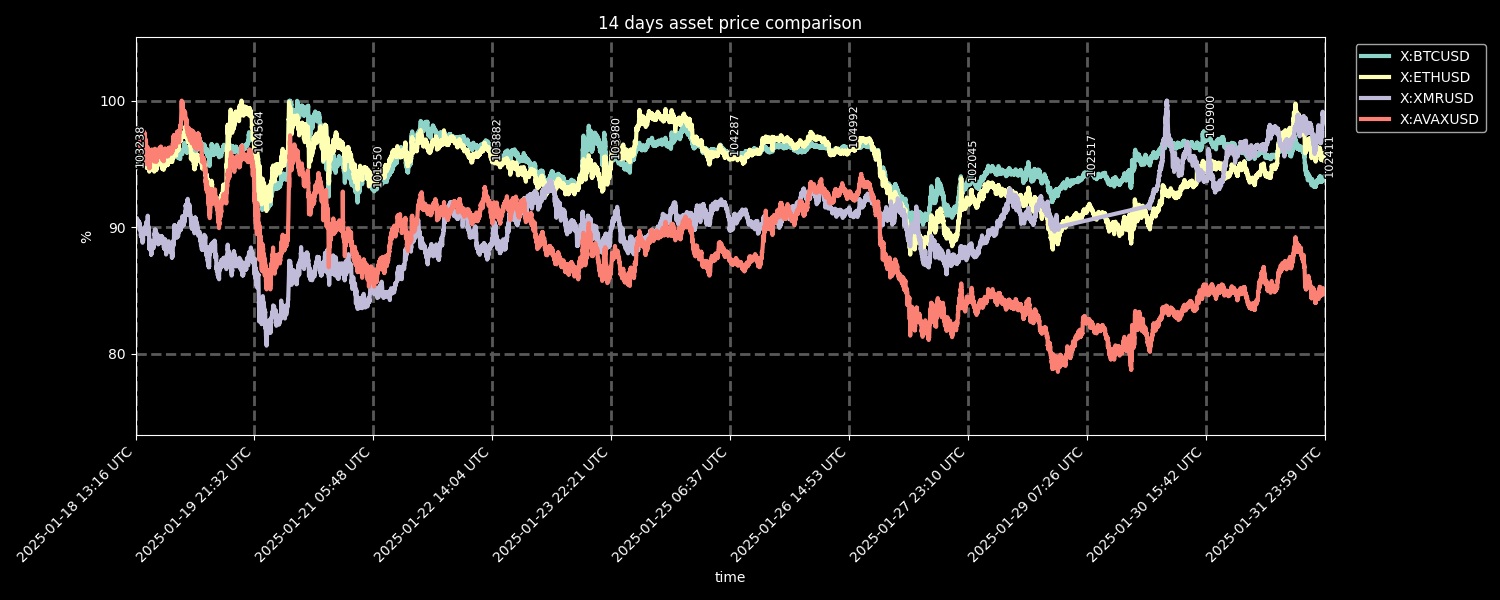 14 days asset price comparison
X:BTCUSD
X:ETHUSD
X:XMRUSD
X:AVAXUSD
100
90
80
%
103238
104564
101550
103882
103980
104287
104992
102045
102517
105900
102411
2025-01-18 13:16 UTC
2025-01-19 21:32 UTC
2025-01-21 05:48 UTC
2025-01-22 14:04 UTC
2025-01-23 22:21 UTC
2025-01-25 06:37 UTC
2025-01-26 14:53 UTC
2025-01-27 23:10 UTC
2025-01-29 07:26 UTC
2025-01-30 15:42 UTC
2025-01-31 23:59 UTC
time